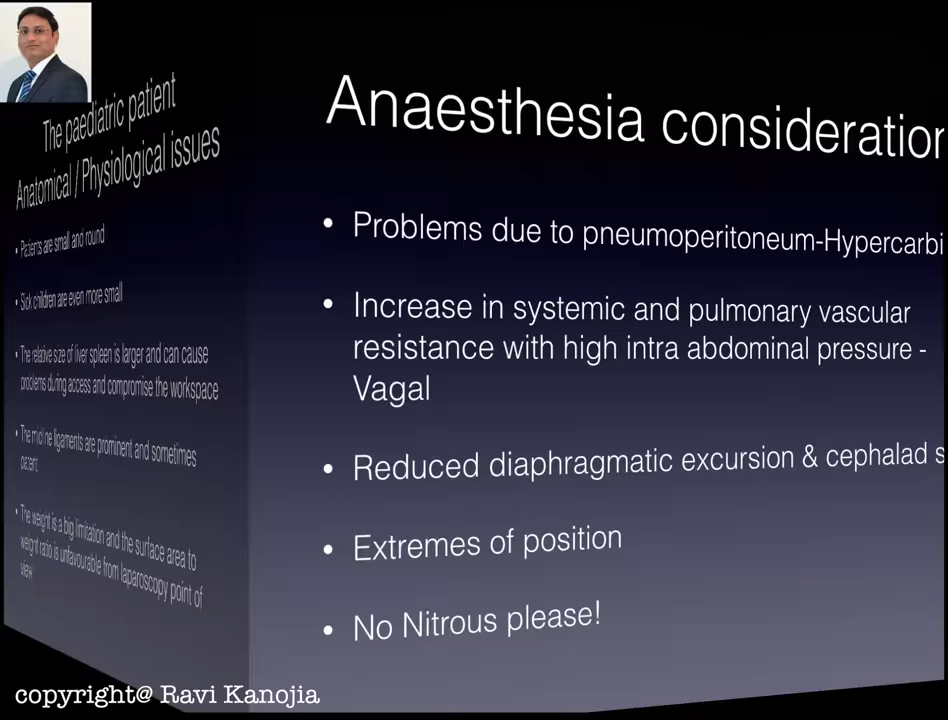 The paediatric patient
Anatomical / Physiological issues
• Patients are small and round
• Sick children are even more small
• The relative size of liver spleen is larger and can cause
problems during access and compromise the workspace
• The midline ligaments are prominent and sometimes
patent
• The weight is a big limitation and the surface area to
weight ratio is unfavourable from laparoscopy point of
view
Anaesthesia consideration
• Problems due to pneumoperitoneum-Hypercarbi
• Increase in systemic and pulmonary vascular
resistance with high intra abdominal pressure -
Vagal
• Reduced diaphragmatic excursion & cephalad s
• Extremes of position
• No Nitrous please!
copyright@ Ravi Kanojia